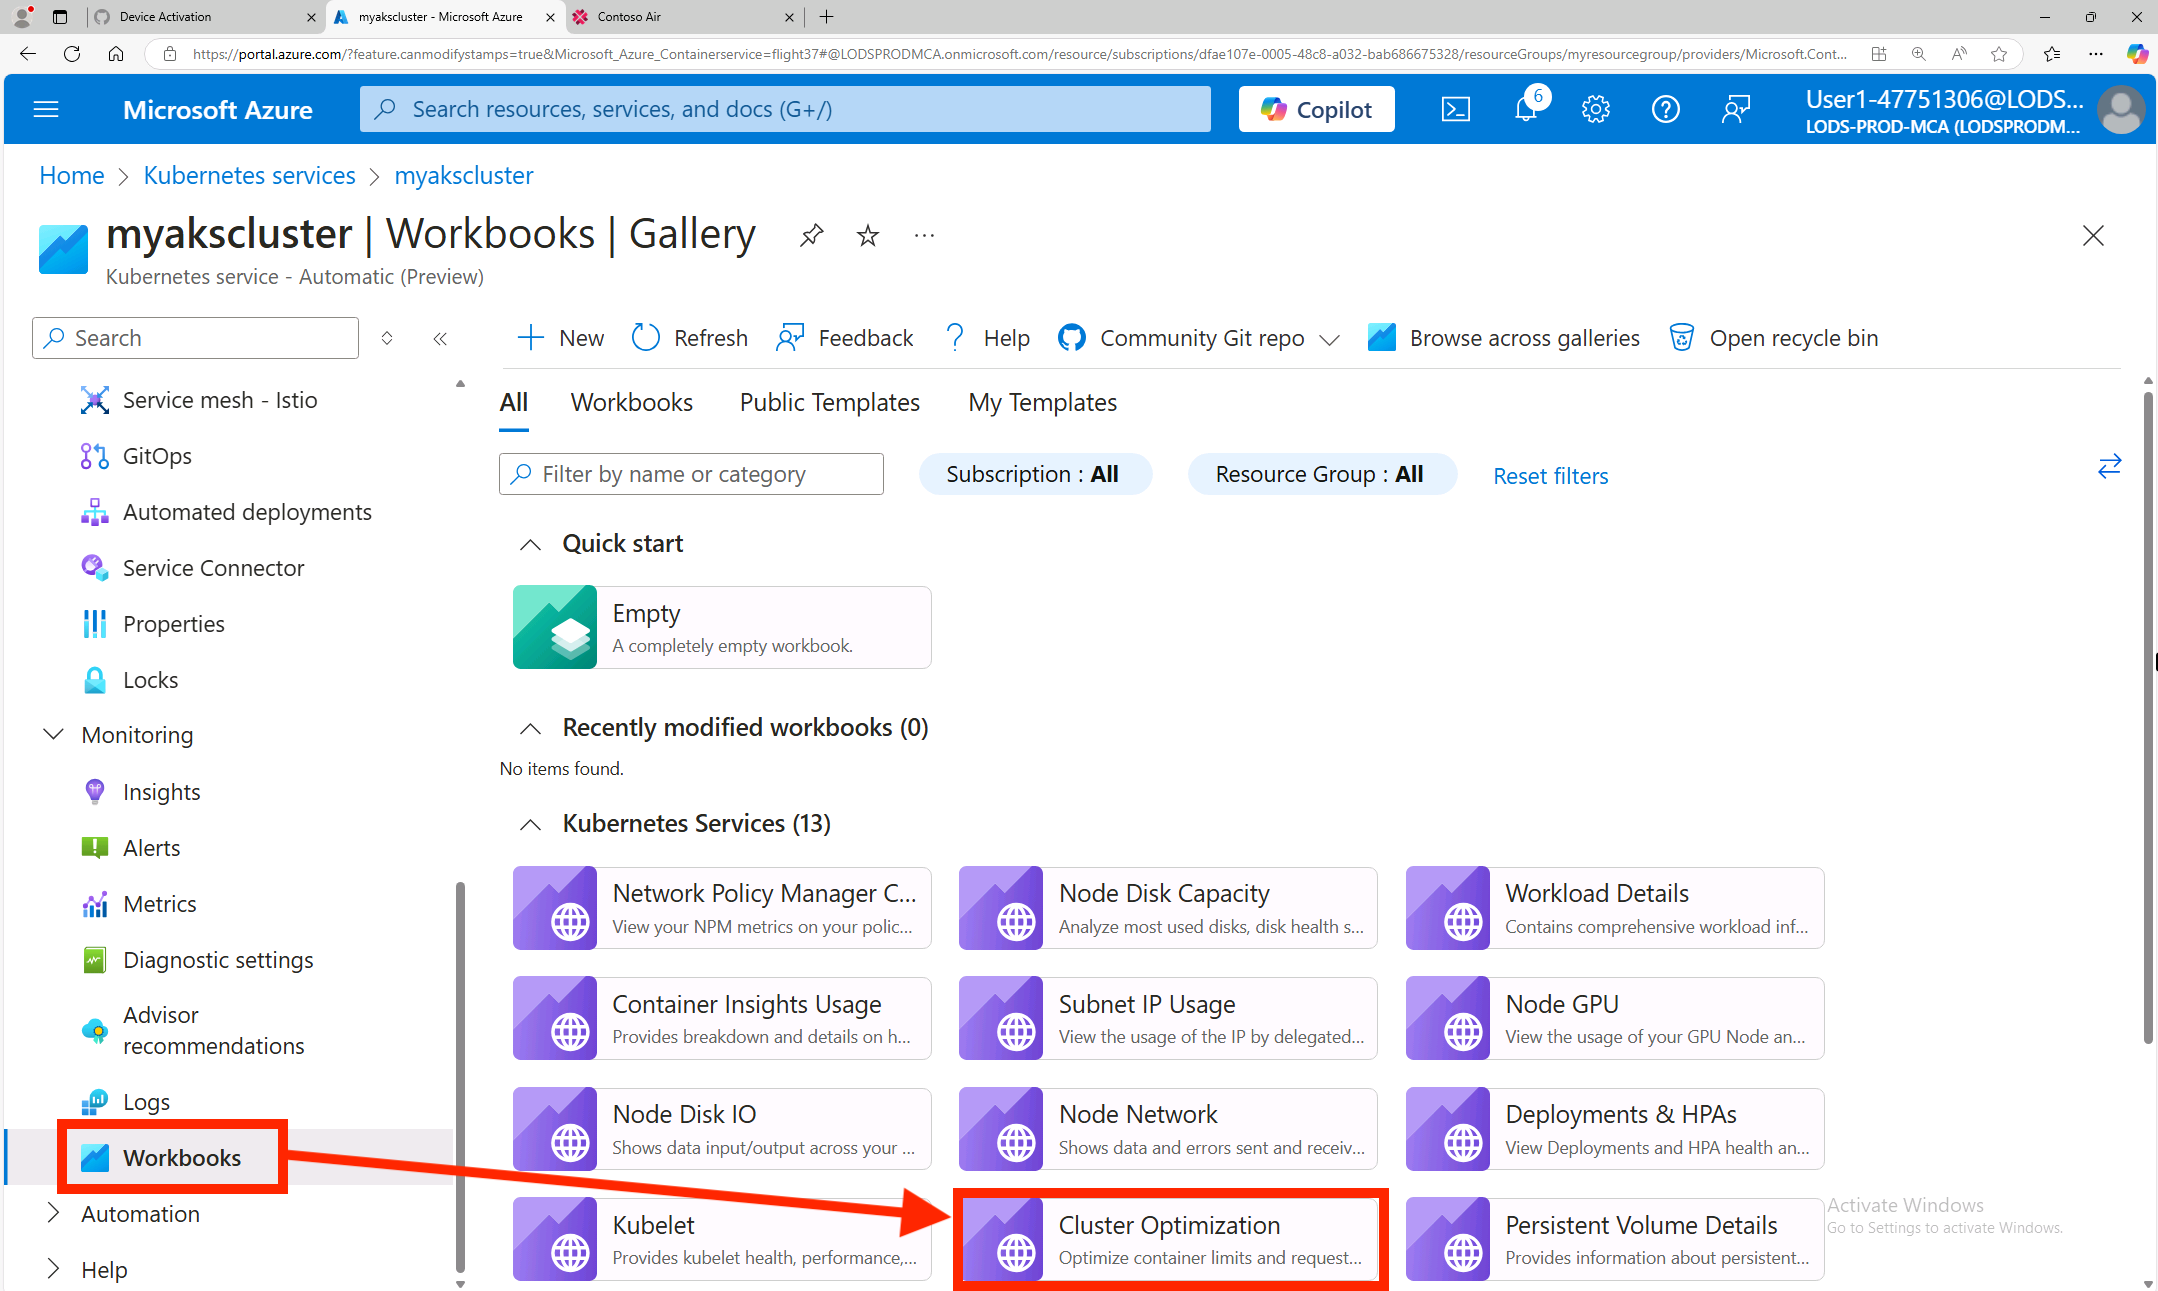 Device Activation
myakscluster - Microsoft Azure
Contoso Air
https://portal.azure.com/?feature.canmodifystamps=true&Microsoft_Azure_Containerservice=flight37#@LODSPRODMCA.onmicrosoft.com/resource/subscriptions/dfae107e-0005-48c8-a032-bab686675328/resourceGroups/myresourcegroup/providers/Microsoft.Cont...
Microsoft Azure
Search resources, services, and docs (G+/)
Copilot
6
User1-47751306@LODS...
LODS-PROD-MCA (LODSPRODM...
Home > Kubernetes services > myakscluster
myakscluster | Workbooks | Gallery
Kubernetes service - Automatic (Preview)
Search
New
Refresh
Feedback
Help
Community Git repo
Browse across galleries
Open recycle bin
Service mesh - Istio
GitOps
Automated deployments
Service Connector
Properties
Locks
Monitoring
Insights
Alerts
Metrics
Diagnostic settings
Advisor
recommendations
Logs
Workbooks
Automation
Help
All
Workbooks
Public Templates
My Templates
Filter by name or category
Subscription : All
Resource Group : All
Reset filters
Quick start
Empty
A completely empty workbook.
Recently modified workbooks (0)
No items found.
Kubernetes Services (13)
Network Policy Manager C...
View your NPM metrics on your polic...
Node Disk Capacity
Analyze most used disks, disk health s...
Workload Details
Contains comprehensive workload inf...
Container Insights Usage
Provides breakdown and details on h...
Subnet IP Usage
View the usage of the IP by delegated...
Node GPU
View the usage of your GPU Node an...
Node Disk IO
Shows data input/output across your ...
Node Network
Shows data and errors sent and receiv...
Deployments & HPAs
View Deployments and HPA health an...
Kubelet
Provides kubelet health, performance,...
Cluster Optimization
Optimize container limits and request...
Persistent Volume Details
Provides information about persistent...
Activate Windows
Go to Settings to activate Windows.